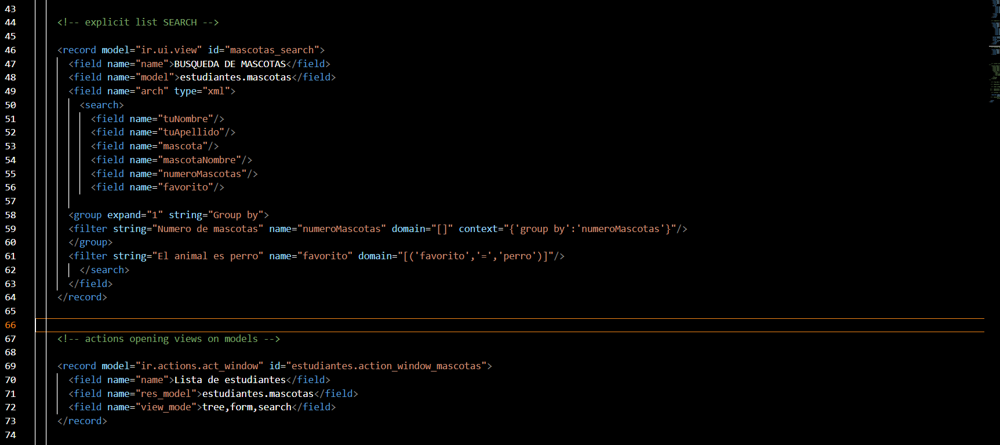 43
44 <!-- explicit list SEARCH -->
45
46 <record model="ir.ui.view" id="mascotas_search">
47 <field name="name">BUSQUEDA DE MASCOTAS</field>
48 <field name="model">estudiantes.mascotas</field>
49 <field name="arch" type="xml">
50 <search>
51 <field name="tuNombre"/>
52 <field name="tuApellido"/>
53 <field name="mascota"/>
54 <field name="mascotaNombre"/>
55 <field name="numeroMascotas"/>
56 <field name="favorito"/>
57
58 <group expand="1" string="Group by">
59 <filter string="Numero de mascotas" name="numeroMascotas" domain="[]" context="{'group by':'numeroMascotas'}"/>
60 </group>
61 <filter string="El animal es perro" name="favorito" domain="[('favorito','=','perro')]"/>
62 </search>
63 </field>
64 </record>
65
66
67 <!-- actions opening views on models -->
68
69 <record model="ir.actions.act_window" id="estudiantes.action_window_mascotas">
70 <field name="name">Lista de estudiantes</field>
71 <field name="res_model">estudiantes.mascotas</field>
72 <field name="view_mode">tree,form,search</field>
73 </record>
74